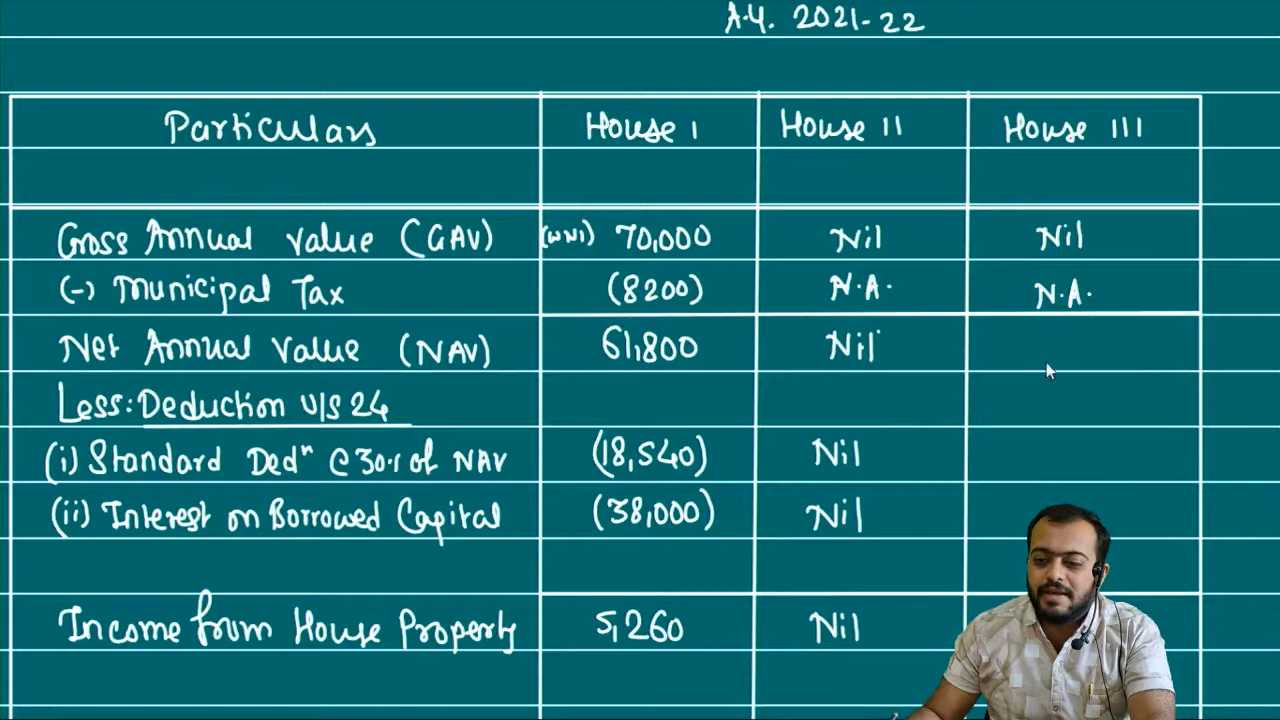 A.Y. 2021-22
Particulars House I House II House III
Gross Annual Value (GAV) (WN1) 70,000 Nil Nil
(-) Municipal Tax (8200) N.A. N.A.
Net Annual Value (NAV) 61,800 Nil
Less: Deduction U/S 24
(i) Standard Dedⁿ @ 30% of NAV (18,540) Nil
(ii) Interest on Borrowed Capital (38,000) Nil
Income from House Property 5,260 Nil